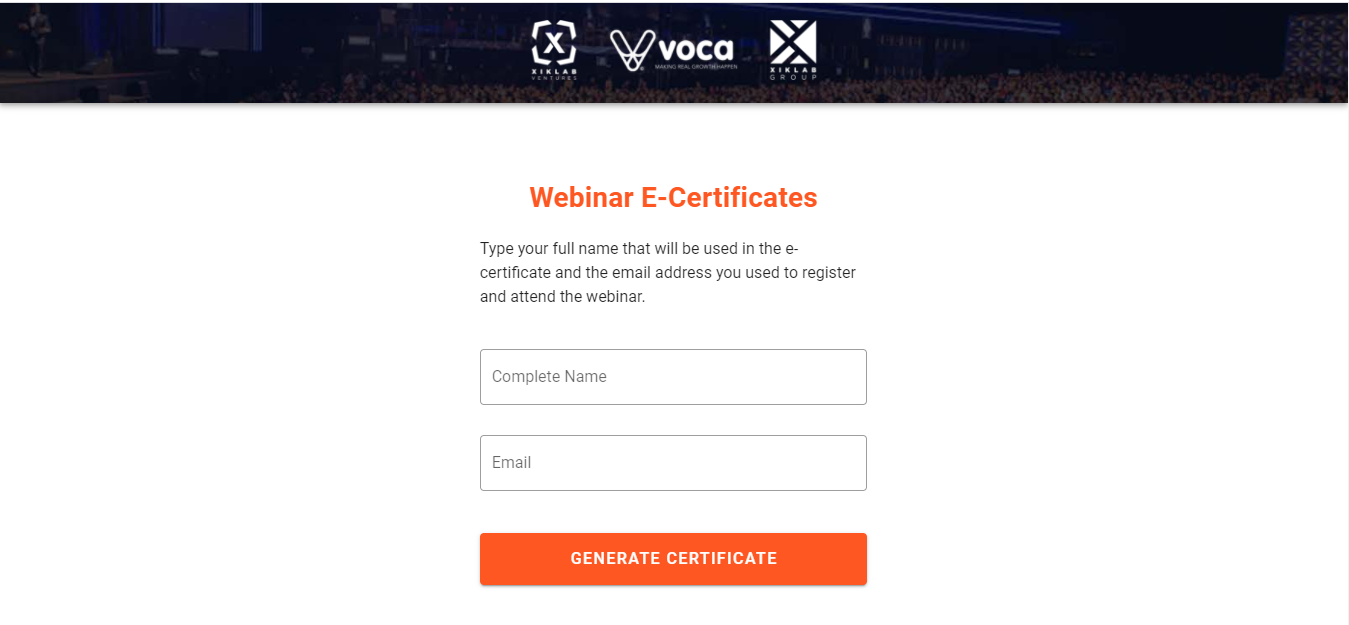 XIKLAB
VENTURES
voca
MAKING REAL GROWTH HAPPEN
XIKLAB
GROUP
Webinar E-Certificates
Type your full name that will be used in the e-
certificate and the email address you used to register
and attend the webinar.
Complete Name
Email
GENERATE CERTIFICATE